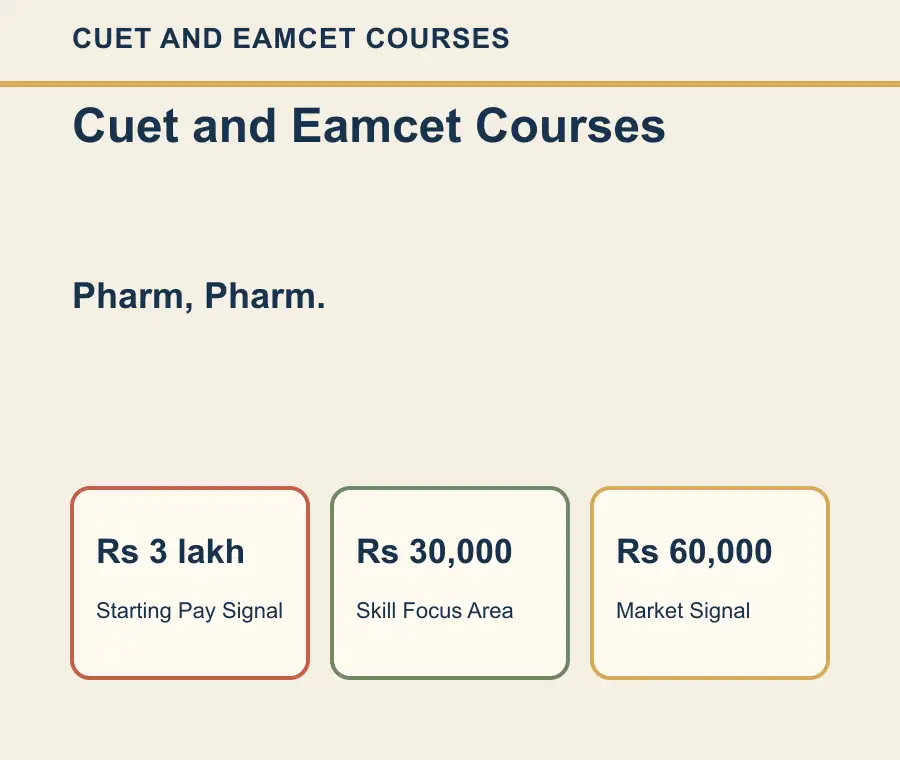 CUET AND EAMCET COURSES
Cuet and Eamcet Courses
Pharm, Pharm.
Rs 3 lakh
Starting Pay Signal
Rs 30,000
Skill Focus Area
Rs 60,000
Market Signal